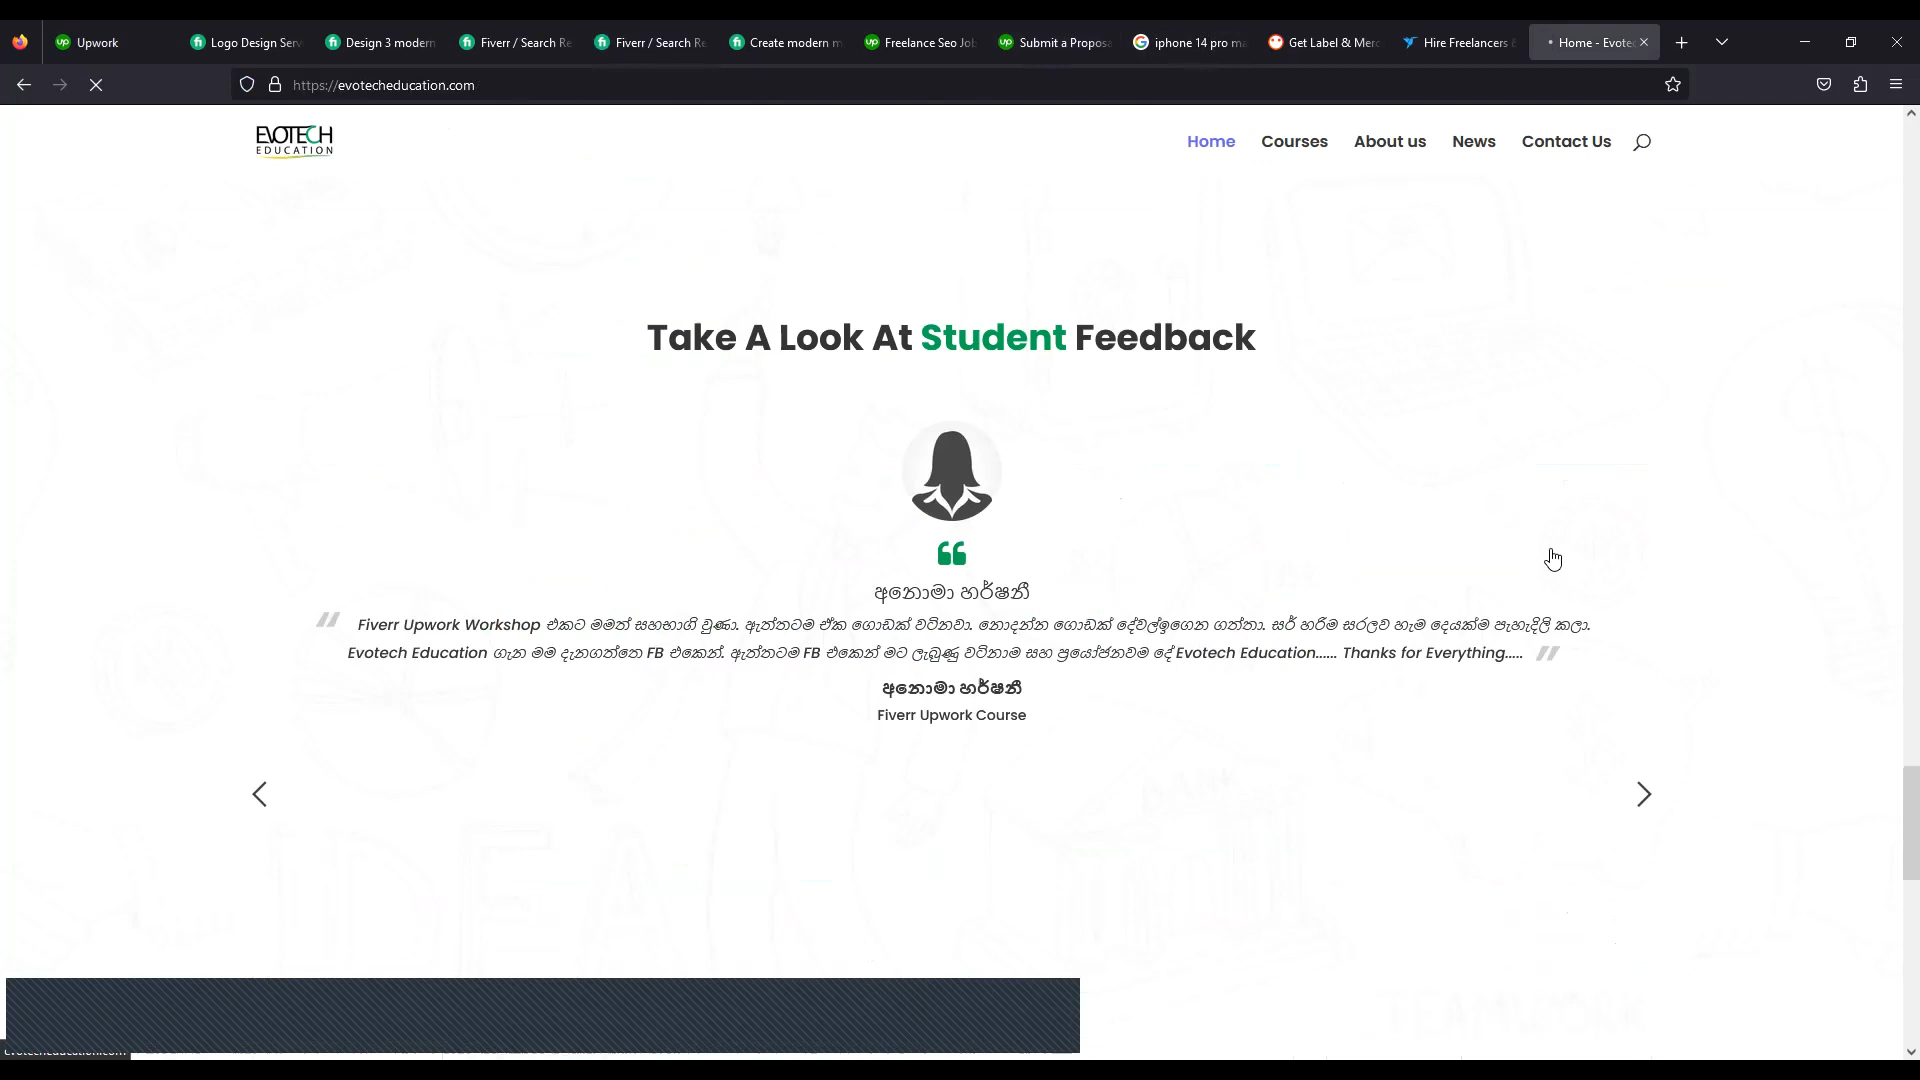 Upwork
Logo Design Serv
Design 3 modern
Fiverr / Search Re
Fiverr / Search Re
Create modern m
Freelance Seo Job
Submit a Proposa
iphone 14 pro ma
Get Label & Merc
Hire Freelancers &
Home - Evotec
https://evotecheducation.com
EVOTECH
EDUCATION
Home
Courses
About us
News
Contact Us
Take A Look At Student Feedback
අනොමා හර්ෂනී
Fiverr Upwork Workshop එකට මමත් සහභාගි වුණා. ඇත්තටම ඒක ගොඩක් වටිනවා. නොදන්න ගොඩක් දේවල්ඉගෙන ගත්තා. සර් හරිම සරලව හැම දෙයක්ම පැහැදිලි කලා.
Evotech Education ගැන මම දැනගත්තෙ FB එකෙන්. ඇත්තටම FB එකෙන් මට ලැබුණු වටිනාම සහ ප්‍රයෝජනවම දේ Evotech Education...... Thanks for Everything.....
අනොමා හර්ෂනී
Fiverr Upwork Course
BANK
IDEA
TEAMWORK